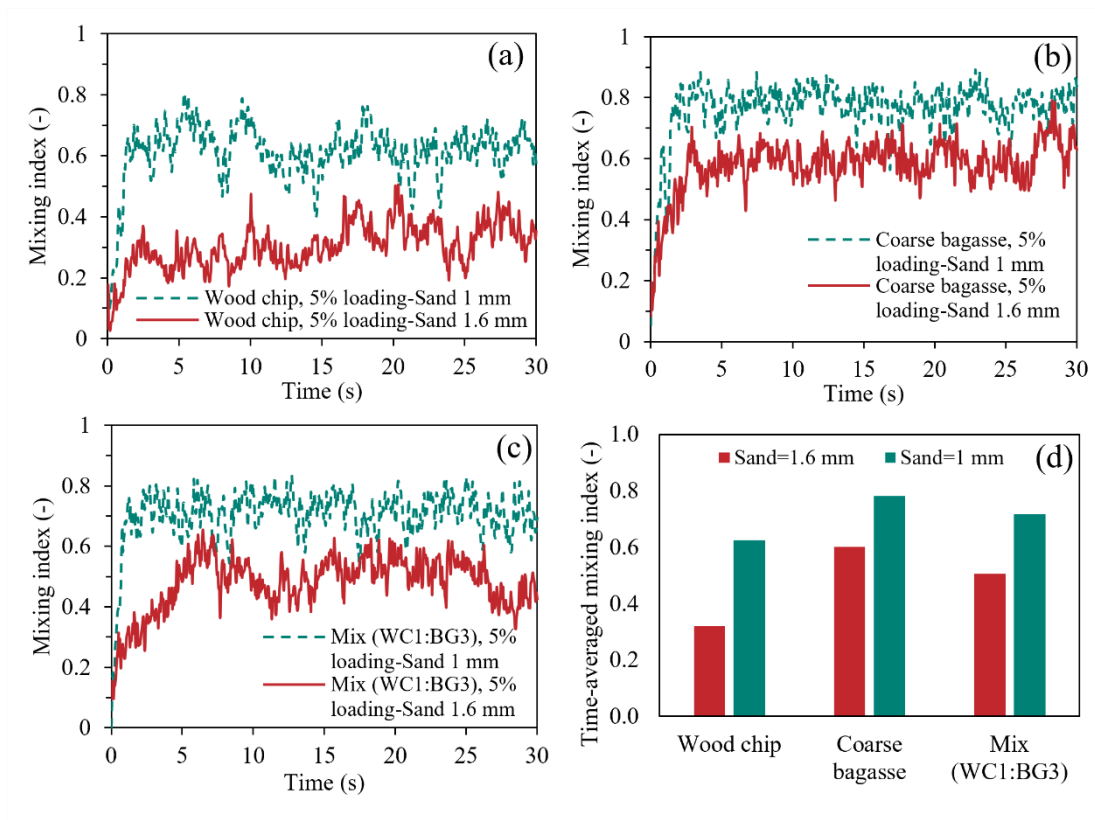 (a)
Mixing index (-)
1
0.8
0.6
0.4
0.2
0
Wood chip, 5% loading-Sand 1 mm
Wood chip, 5% loading-Sand 1.6 mm
0 5 10 15 20 25 30
Time (s)
(b)
Mixing index (-)
1
0.8
0.6
0.4
0.2
0
Coarse bagasse, 5%
loading-Sand 1 mm
Coarse bagasse, 5%
loading-Sand 1.6 mm
0 5 10 15 20 25 30
Time (s)
(c)
Mixing index (-)
1
0.8
0.6
0.4
0.2
0
Mix (WC1:BG3), 5%
loading-Sand 1 mm
Mix (WC1:BG3), 5%
loading-Sand 1.6 mm
0 5 10 15 20 25 30
Time (s)
(d)
Time-averaged mixing index (-)
1.0
0.8
0.6
0.4
0.2
0.0
Sand=1.6 mm Sand=1 mm
Wood chip Coarse Mix
bagasse (WC1:BG3)